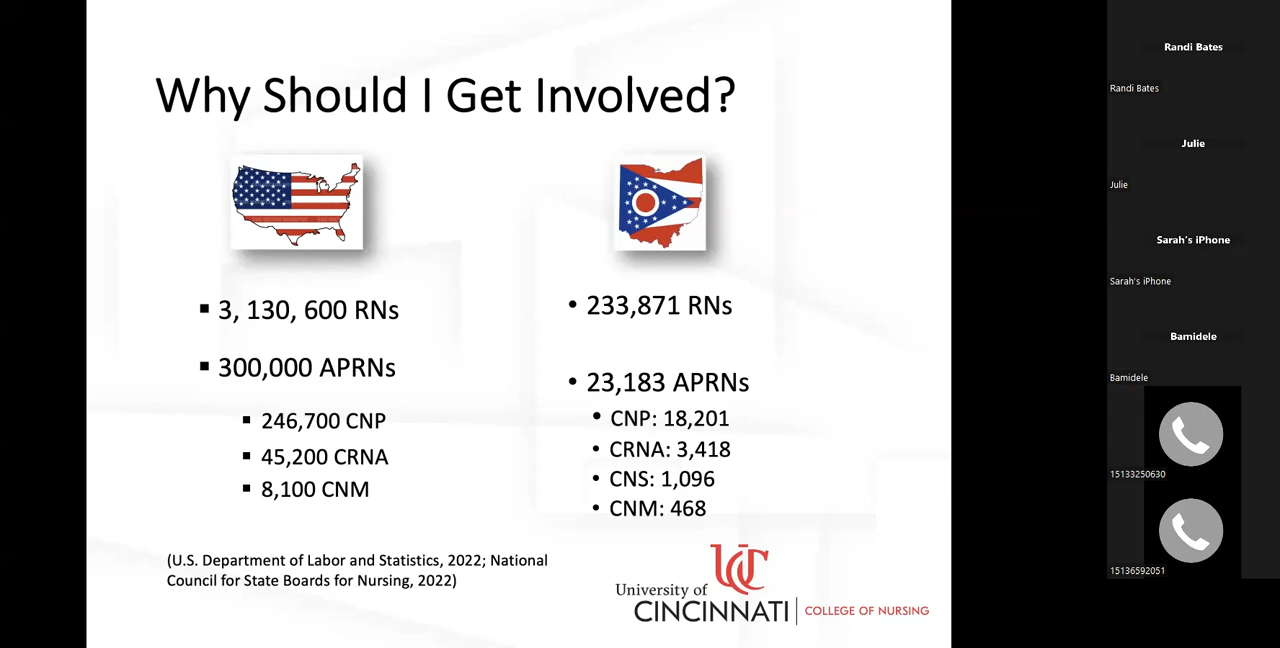 Why Should I Get Involved?
3, 130, 600 RNs
300,000 APRNs
246,700 CNP
45,200 CRNA
8,100 CNM
233,871 RNs
23,183 APRNs
CNP: 18,201
CRNA: 3,418
CNS: 1,096
CNM: 468
(U.S. Department of Labor and Statistics, 2022; National
Council for State Boards for Nursing, 2022)
UC
University of
CINCINNATI
COLLEGE OF NURSING
Randi Bates
Randi Bates
Julie
Julie
Sarah's iPhone
Sarah's iPhone
Bamidele
Bamidele
15133250630
15136592051